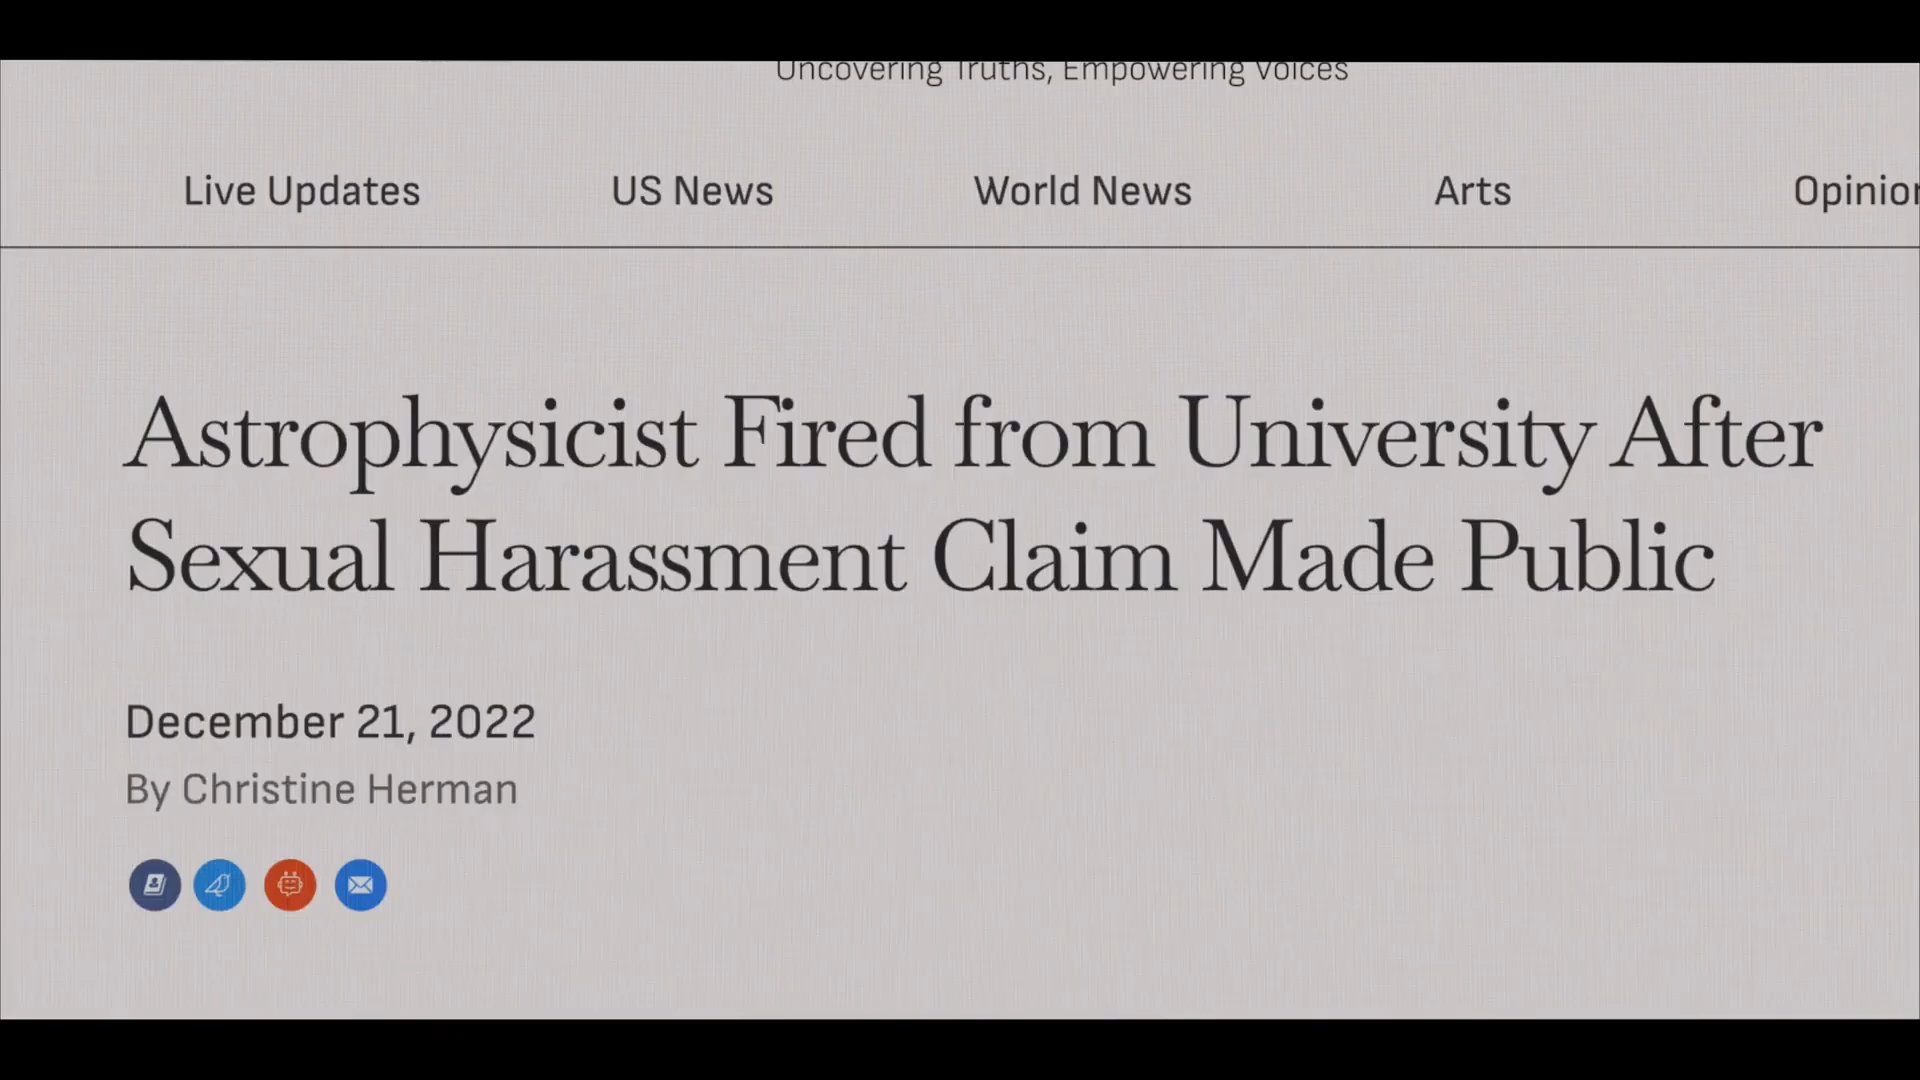 Uncovering Truths, Empowering Voices
Live Updates US News World News Arts Opinion
Astrophysicist Fired from University After
Sexual Harassment Claim Made Public
December 21, 2022
By Christine Herman